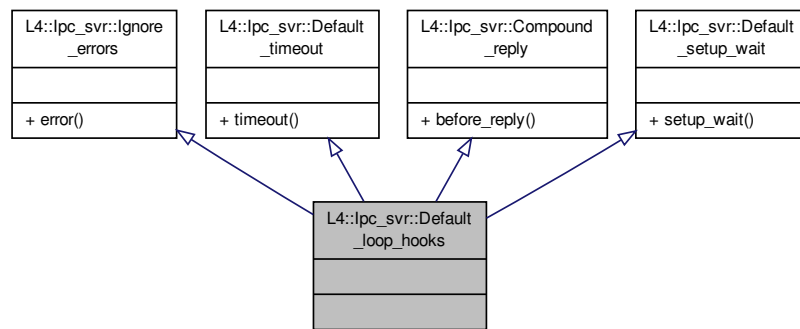 L4::Ipc_svr::Ignore
_errors
+ error()
L4::Ipc_svr::Default
_timeout
+ timeout()
L4::Ipc_svr::Compound
_reply
+ before_reply()
L4::Ipc_svr::Default
_setup_wait
+ setup_wait()
L4::Ipc_svr::Default
_loop_hooks